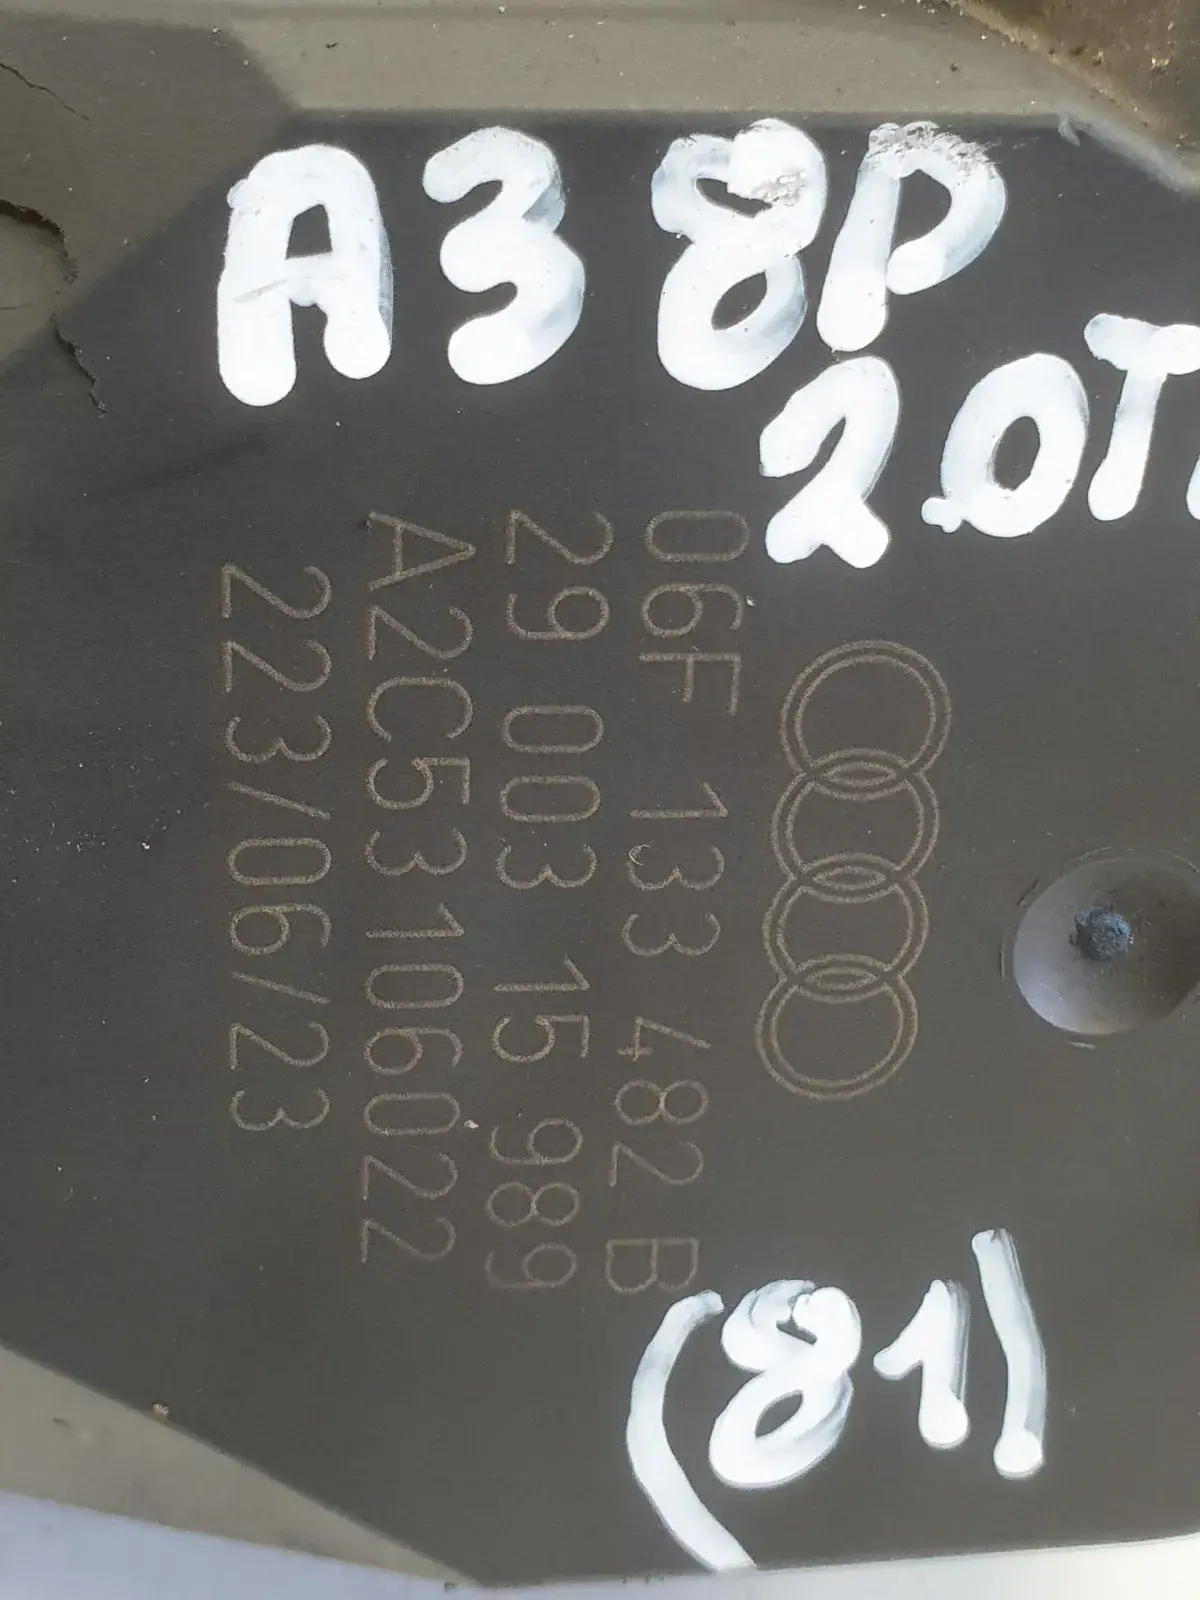 A3 8P
2.0T
06F 133 482 B
29 003 15 989
A2C53106022
223/06/23
(81)